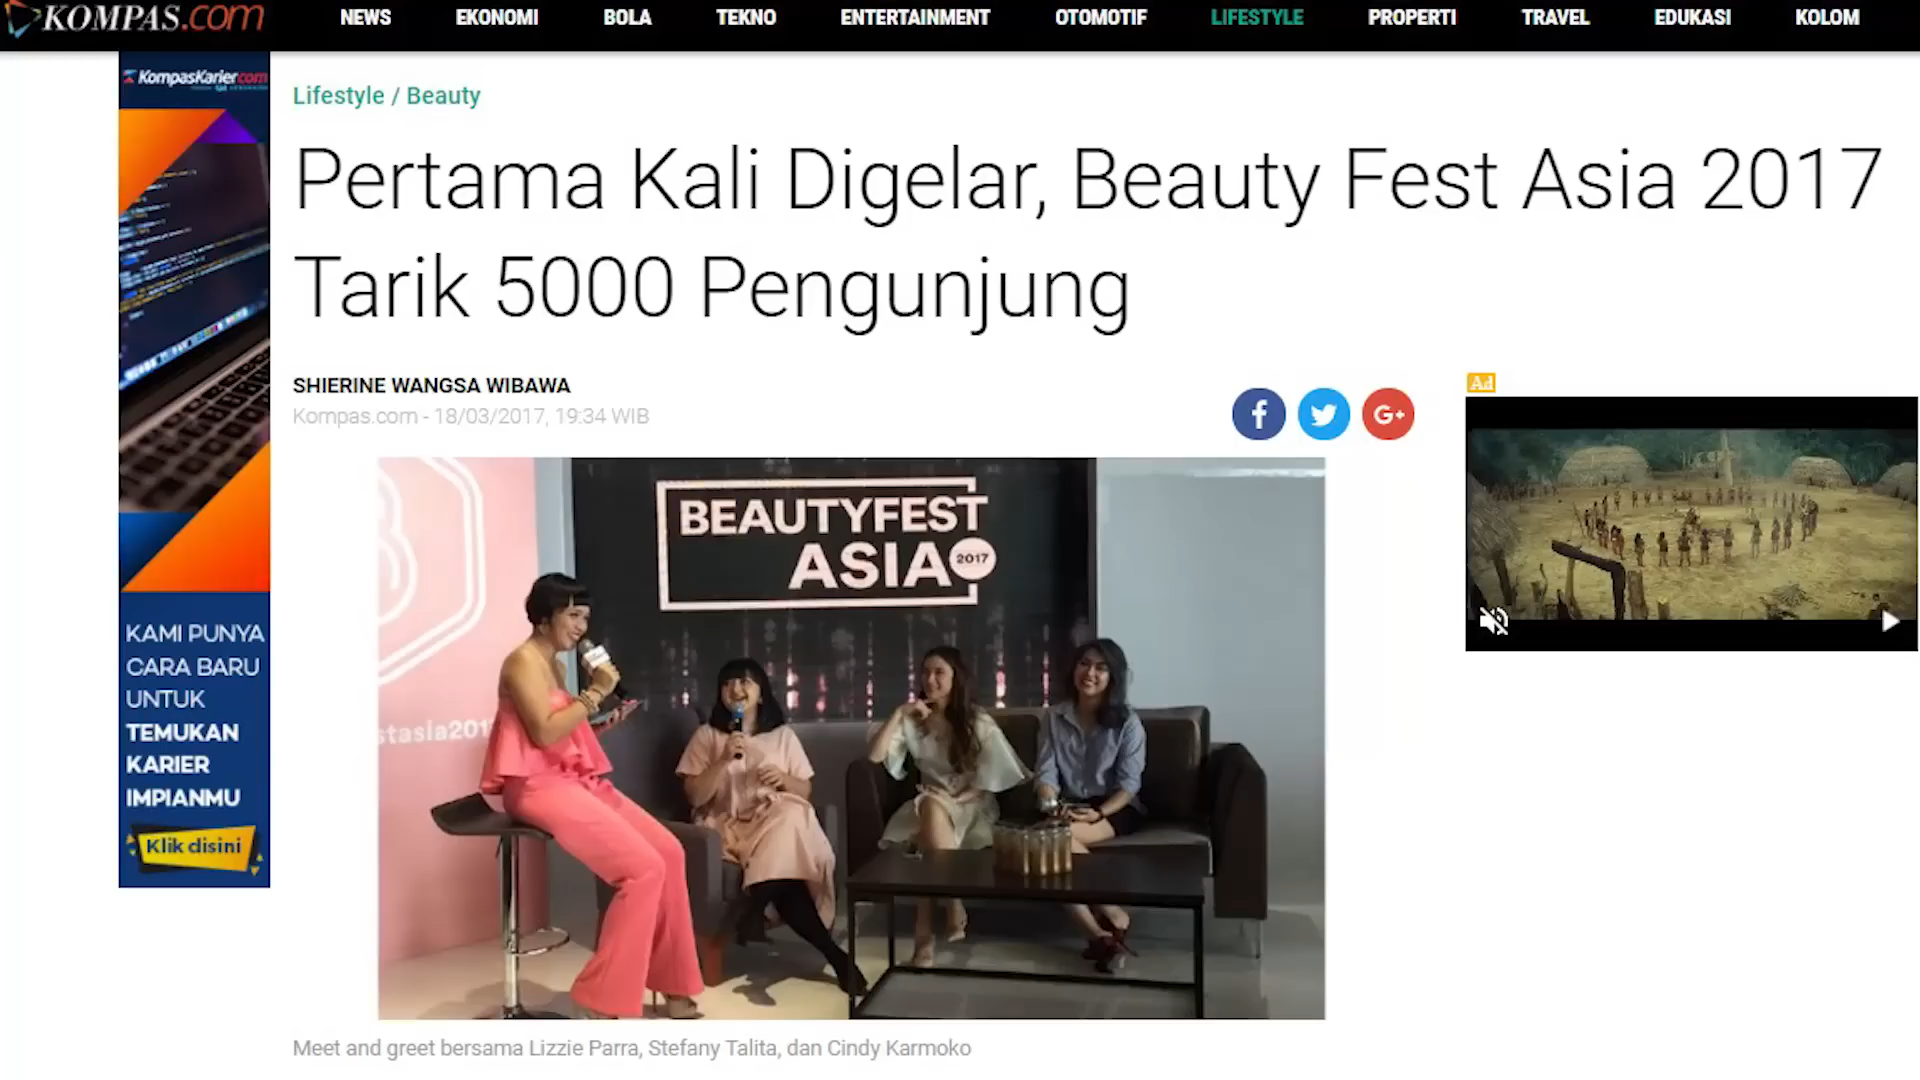 KOMPAS.com
NEWS EKONOMI BOLA TEKNO ENTERTAINMENT OTOMOTIF LIFESTYLE PROPERTI TRAVEL EDUKASI KOLOM
KompasKarier.com
Lifestyle / Beauty
Pertama Kali Digelar, Beauty Fest Asia 2017
Tarik 5000 Pengunjung
SHIERINE WANGSA WIBAWA
Kompas.com - 18/03/2017, 19:34 WIB
f
G+
Ad
BEAUTYFEST
ASIA 2017
stasia201
KAMI PUNYA
CARA BARU
UNTUK
TEMUKAN
KARIER
IMPIANMU
Klik disini
Meet and greet bersama Lizzie Parra, Stefany Talita, dan Cindy Karmoko